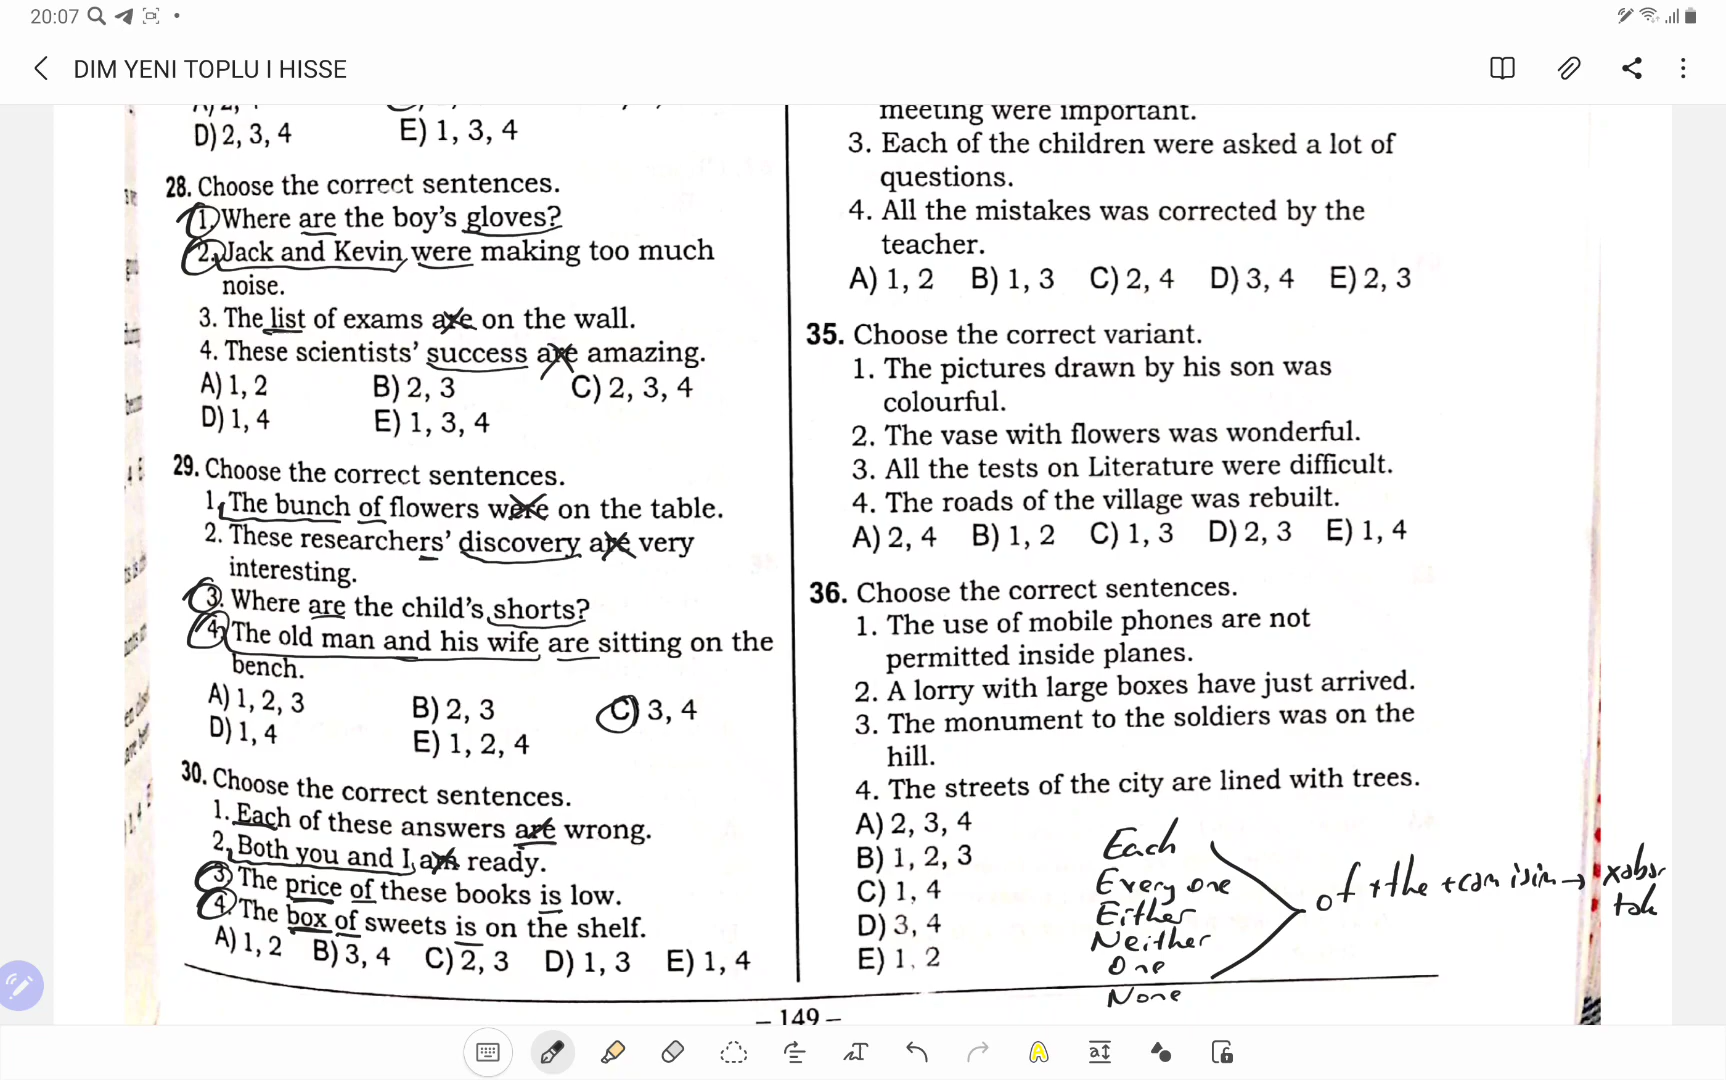 20:07
DIM YENI TOPLU I HISSE
D) 2, 3, 4 E) 1, 3, 4
28. Choose the correct sentences.
1. Where are the boy's gloves?
2. Jack and Kevin were making too much
noise.
3. The list of exams are on the wall.
4. These scientists' success are amazing.
A) 1, 2 B) 2, 3 C) 2, 3, 4
D) 1, 4 E) 1, 3, 4
29. Choose the correct sentences.
1. The bunch of flowers were on the table.
2. These researchers' discovery are very
interesting.
3. Where are the child's shorts?
4. The old man and his wife are sitting on the
bench.
A) 1, 2, 3 B) 2, 3 C) 3, 4
D) 1, 4 E) 1, 2, 4
30. Choose the correct sentences.
1. Each of these answers are wrong.
2. Both you and I am ready.
3. The price of these books is low.
4. The box of sweets is on the shelf.
A) 1, 2 B) 3, 4 C) 2, 3 D) 1, 3 E) 1, 4
meeting were important.
3. Each of the children were asked a lot of
questions.
4. All the mistakes was corrected by the
teacher.
A) 1, 2 B) 1, 3 C) 2, 4 D) 3, 4 E) 2, 3
35. Choose the correct variant.
1. The pictures drawn by his son was
colourful.
2. The vase with flowers was wonderful.
3. All the tests on Literature were difficult.
4. The roads of the village was rebuilt.
A) 2, 4 B) 1, 2 C) 1, 3 D) 2, 3 E) 1, 4
36. Choose the correct sentences.
1. The use of mobile phones are not
permitted inside planes.
2. A lorry with large boxes have just arrived.
3. The monument to the soldiers was on the
hill.
4. The streets of the city are lined with trees.
A) 2, 3, 4
B) 1, 2, 3
C) 1, 4
D) 3, 4
E) 1, 2
Each
Every one
Either
Neither
One
None
of + the + cəm isim → xəbər
tək
– 149 –